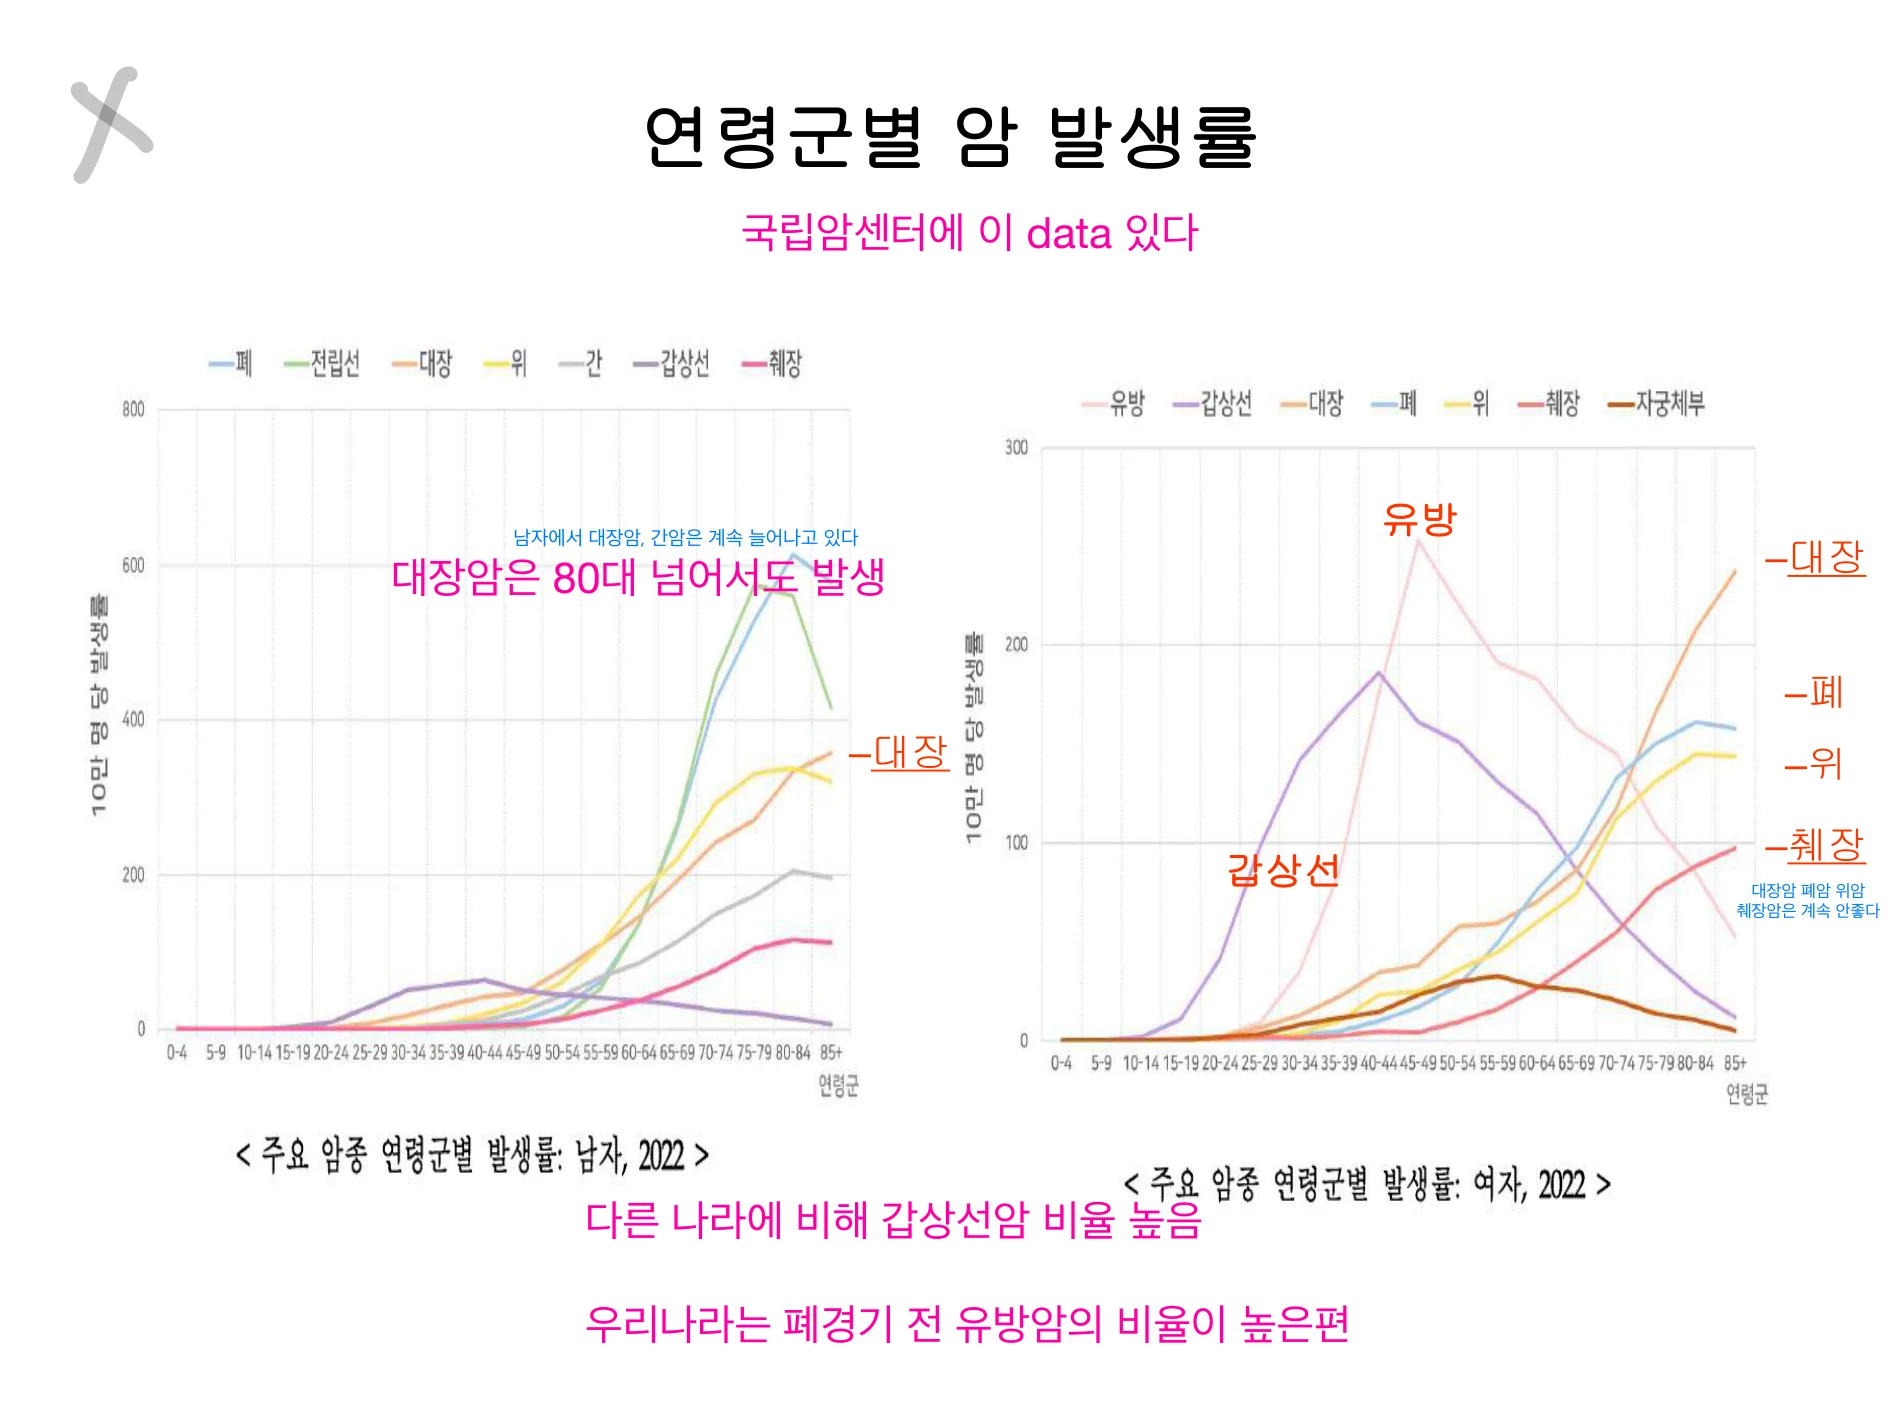 연령군별 암 발생률
국립암센터에 이 data 있다
폐 전립선 대장 위 간 갑상선 췌장
800
600
400
200
0
10만 명 당 발생률
남자에서 대장암, 간암은 계속 늘어나고 있다
대장암은 80대 넘어서도 발생
-대장
0-4 5-9 10-14 15-19 20-24 25-29 30-34 35-39 40-44 45-49 50-54 55-59 60-64 65-69 70-74 75-79 80-84 85+
연령군
< 주요 암종 연령군별 발생률: 남자, 2022 >
유방 갑상선 대장 폐 위 췌장 자궁체부
300
200
100
0
10만 명 당 발생률
유방
갑상선
-대장
-폐
-위
-췌장
대장암 폐암 위암
췌장암은 계속 안좋다
0-4 5-9 10-14 15-19 20-24 25-29 30-34 35-39 40-44 45-49 50-54 55-59 60-64 65-69 70-74 75-79 80-84 85+
연령군
< 주요 암종 연령군별 발생률: 여자, 2022 >
다른 나라에 비해 갑상선암 비율 높음
우리나라는 폐경기 전 유방암의 비율이 높은편